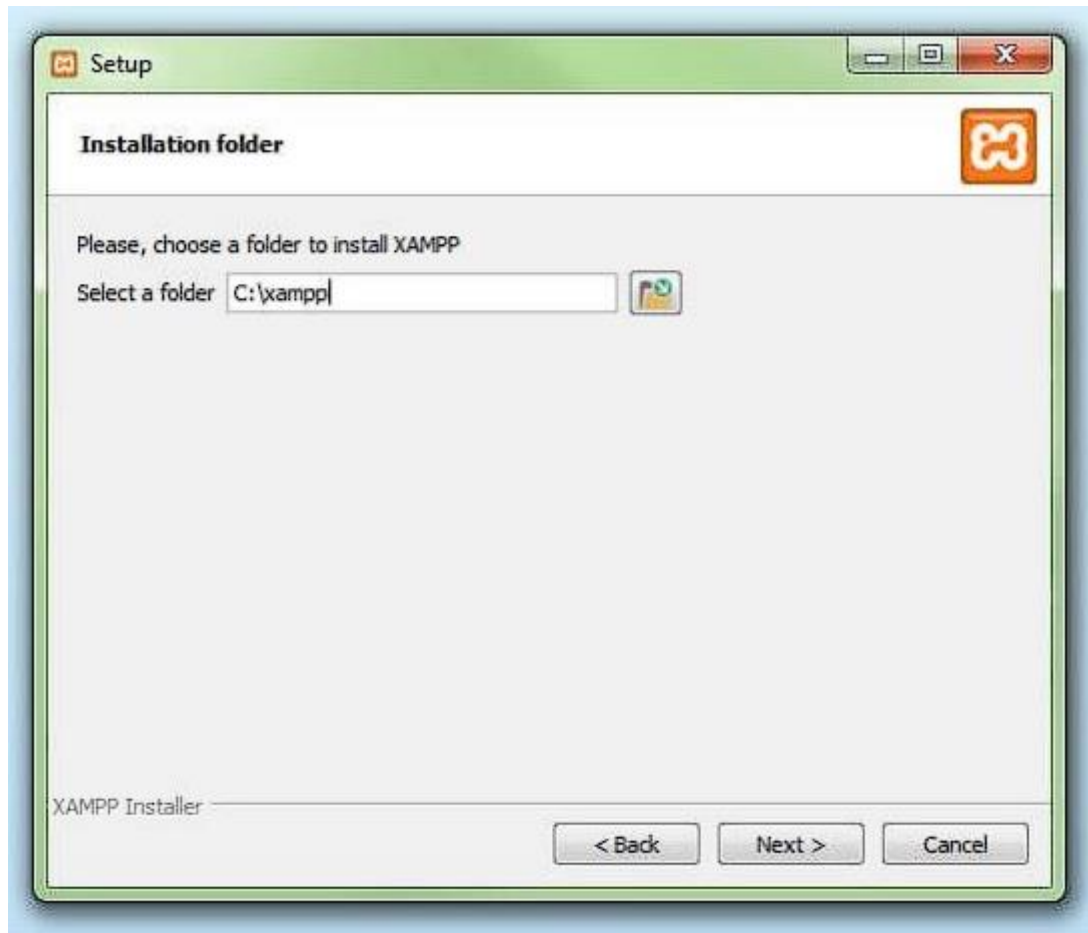 Setup
Installation folder
Please, choose a folder to install XAMPP
Select a folder C:\xampp
XAMPP Installer
< Back Next > Cancel